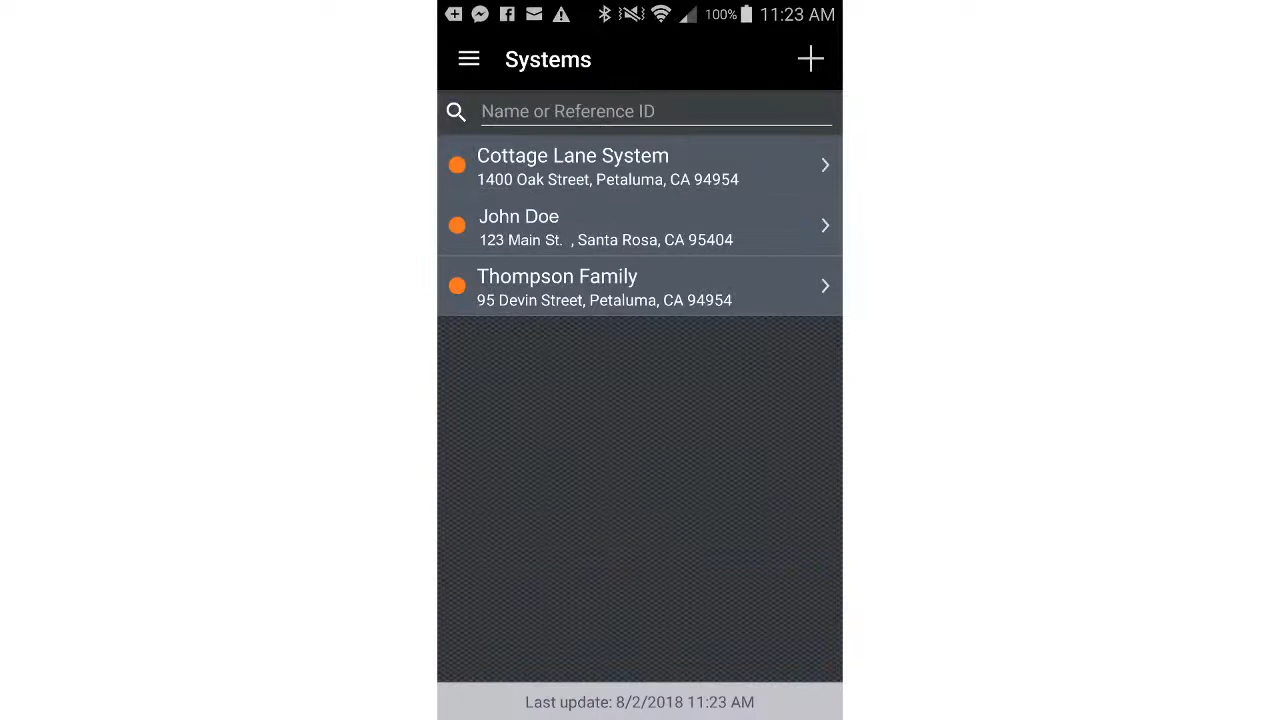 100% 11:23 AM
Systems
Name or Reference ID
Cottage Lane System
1400 Oak Street, Petaluma, CA 94954
John Doe
123 Main St. , Santa Rosa, CA 95404
Thompson Family
95 Devin Street, Petaluma, CA 94954
Last update: 8/2/2018 11:23 AM